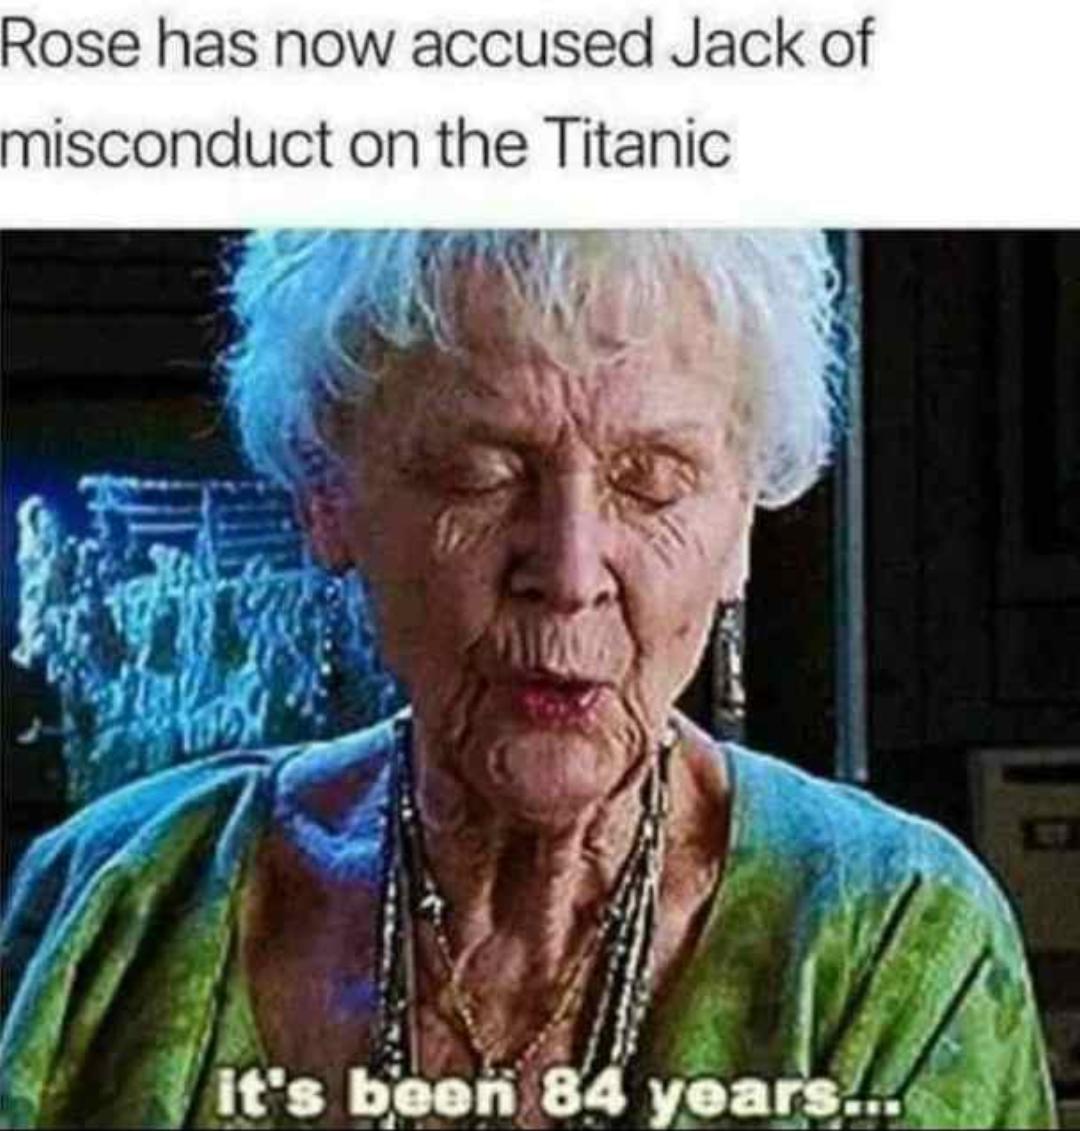 Rose has now accused Jack of
misconduct on the Titanic
it's been 84 years...